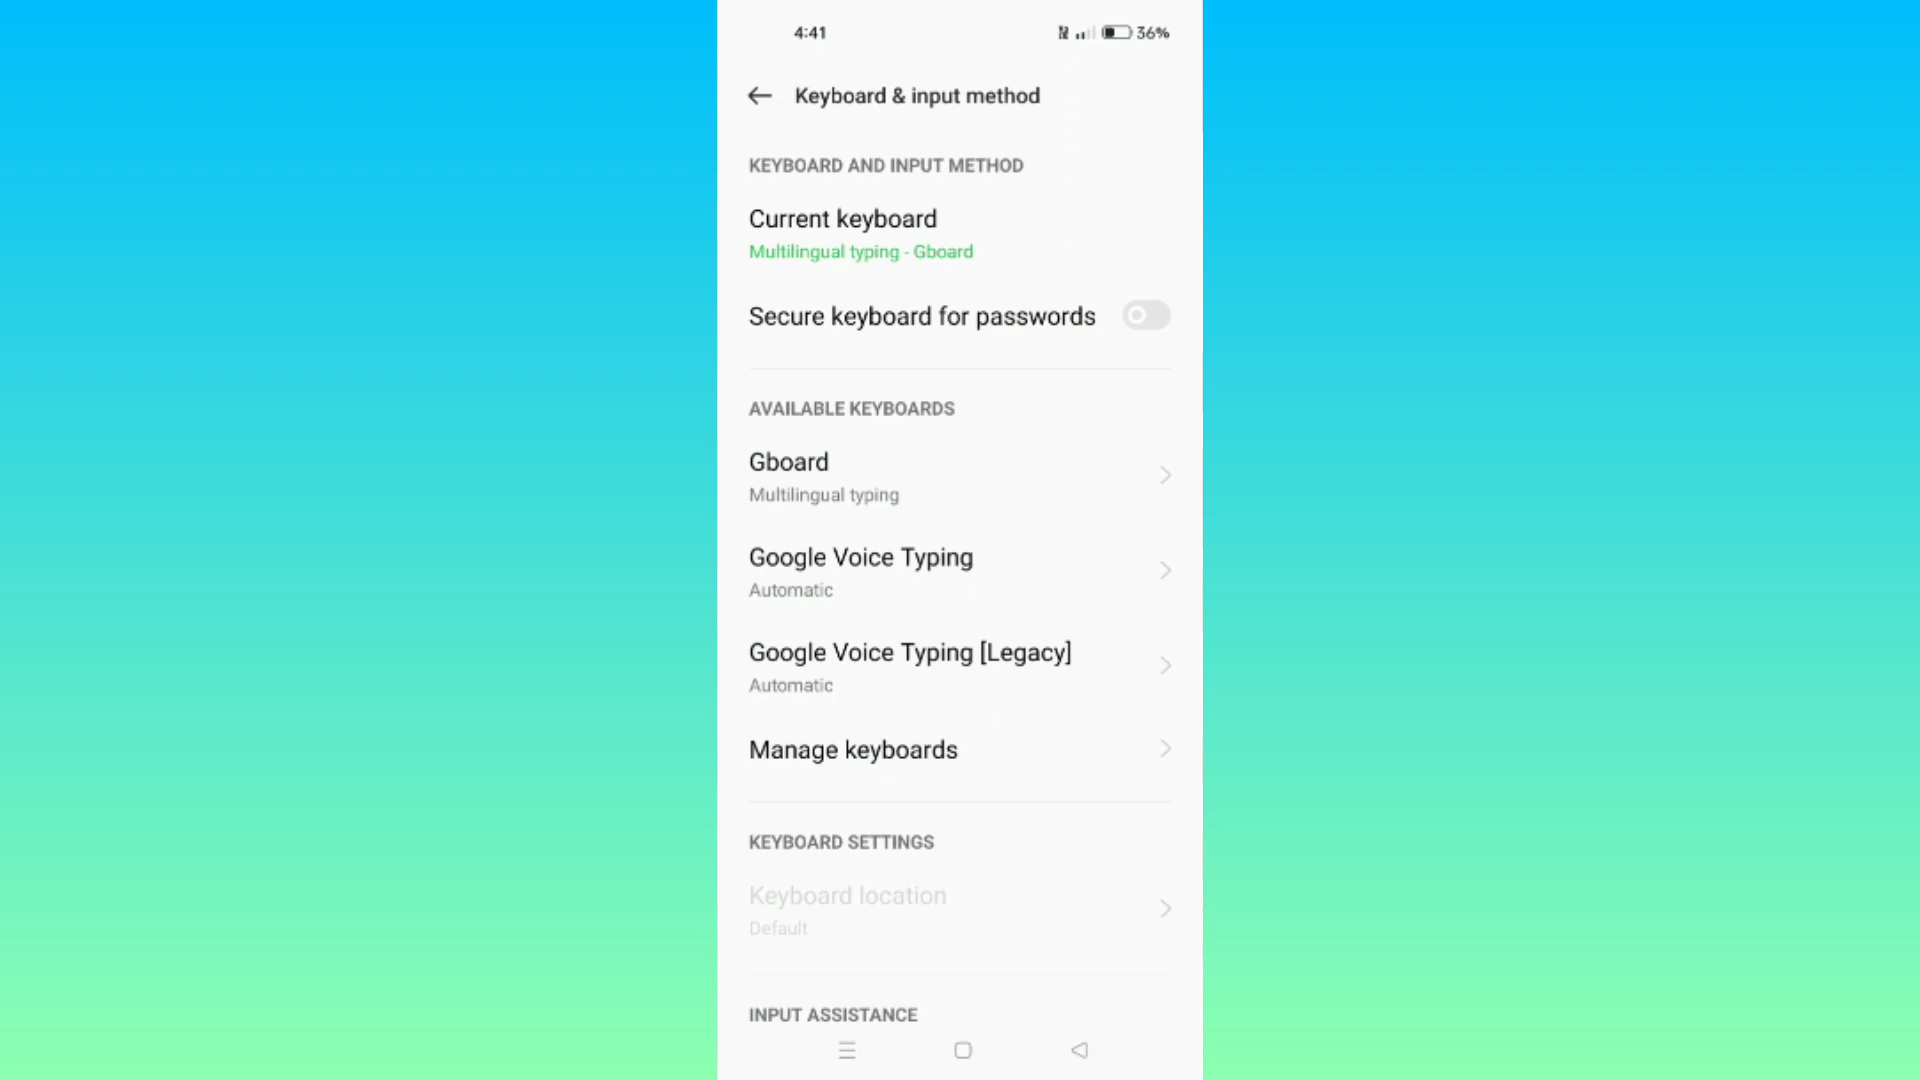 4:41
36%
Keyboard & input method
KEYBOARD AND INPUT METHOD
Current keyboard
Multilingual typing - Gboard
Secure keyboard for passwords
AVAILABLE KEYBOARDS
Gboard
Multilingual typing
Google Voice Typing
Automatic
Google Voice Typing [Legacy]
Automatic
Manage keyboards
KEYBOARD SETTINGS
Keyboard location
Default
INPUT ASSISTANCE